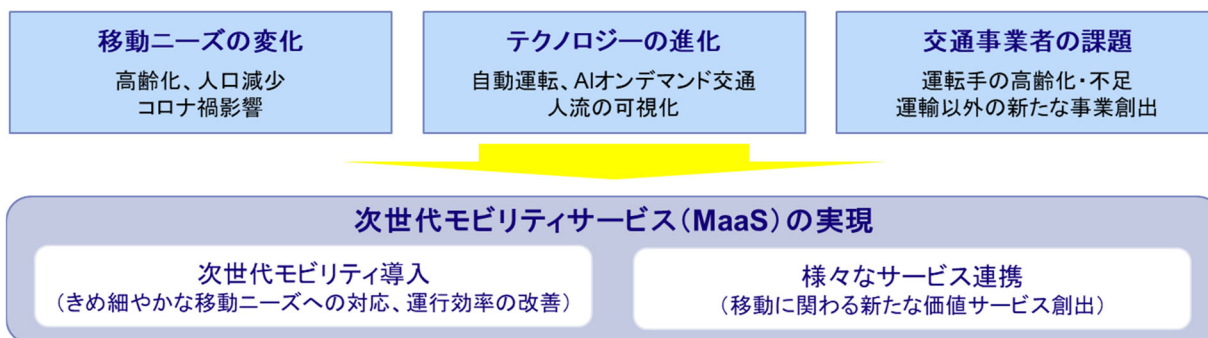 移動ニーズの変化
高齢化、人口減少
コロナ禍影響
テクノロジーの進化
自動運転、AIオンデマンド交通
人流の可視化
交通事業者の課題
運転手の高齢化・不足
運輸以外の新たな事業創出
次世代モビリティサービス(MaaS)の実現
次世代モビリティ導入
(きめ細やかな移動ニーズへの対応、運行効率の改善)
様々なサービス連携
(移動に関わる新たな価値サービス創出)